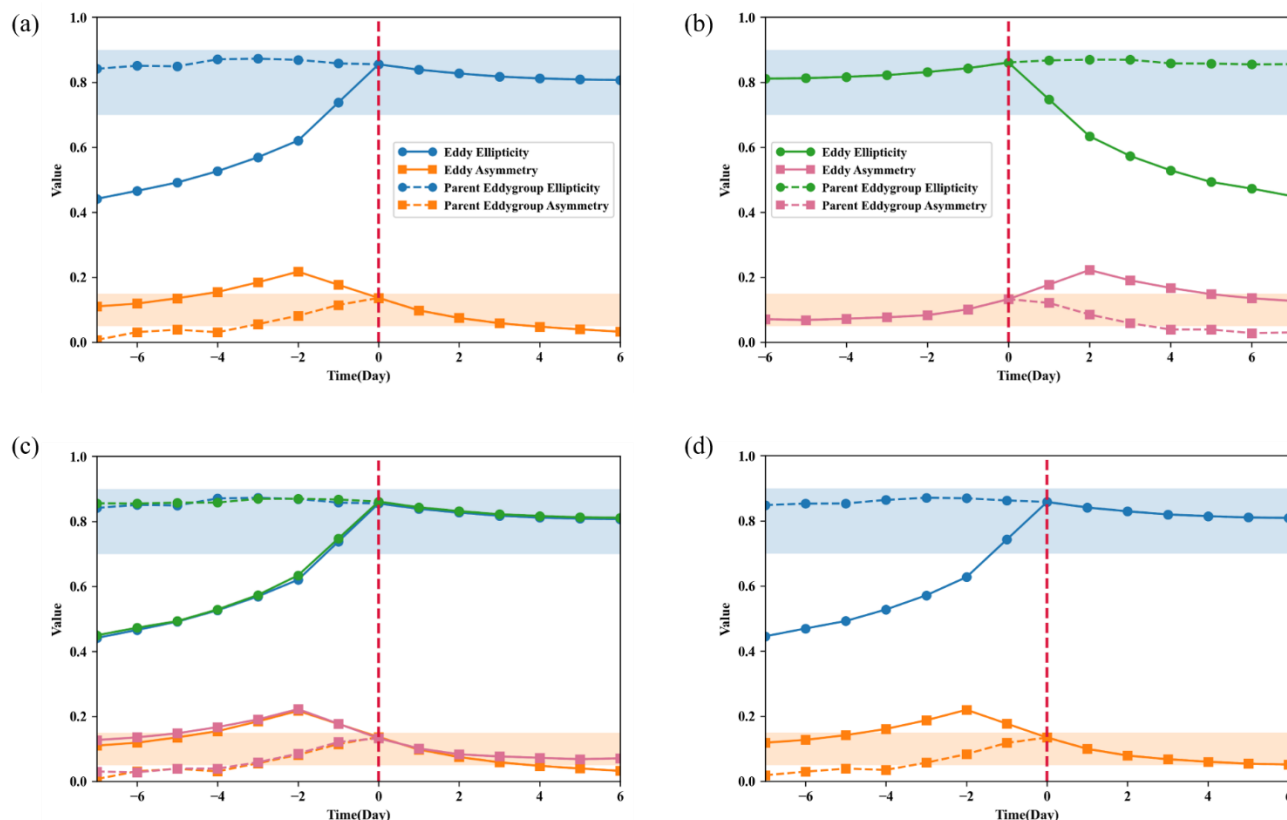 (a)
1.0
0.8
0.6
0.4
0.2
0.0
Value
Eddy Ellipticity
Eddy Asymmetry
Parent Eddygroup Ellipticity
Parent Eddygroup Asymmetry
−6 −4 −2 0 2 4 6
Time(Day)
(b)
1.0
0.8
0.6
0.4
0.2
0.0
Value
Eddy Ellipticity
Eddy Asymmetry
Parent Eddygroup Ellipticity
Parent Eddygroup Asymmetry
−6 −4 −2 0 2 4 6
Time(Day)
(c)
1.0
0.8
0.6
0.4
0.2
0.0
Value
−6 −4 −2 0 2 4 6
Time(Day)
(d)
1.0
0.8
0.6
0.4
0.2
0.0
Value
−6 −4 −2 0 2 4 6
Time(Day)